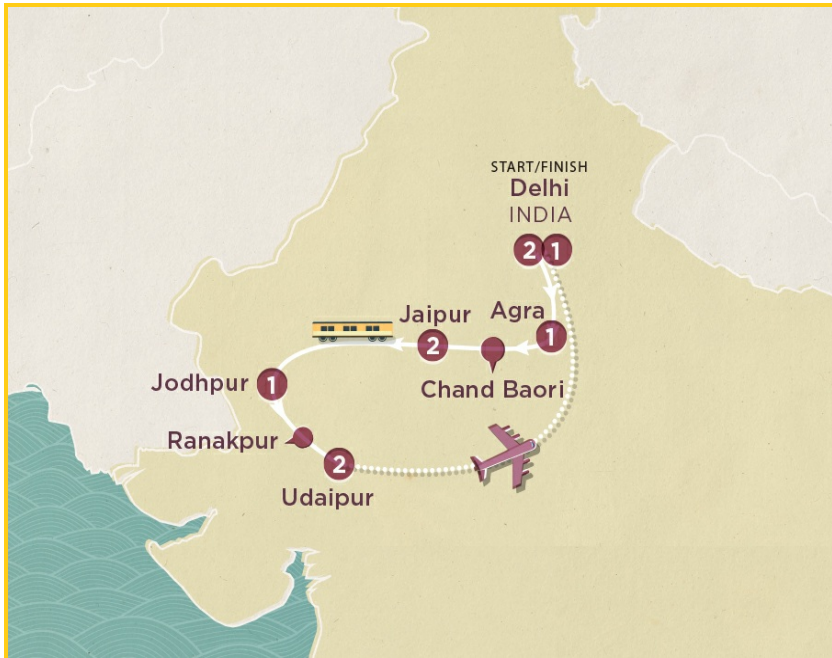 START/FINISH
Delhi
INDIA
2 1
Agra
1
Jaipur
2
Chand Baori
Jodhpur 1
Ranakpur
2
Udaipur